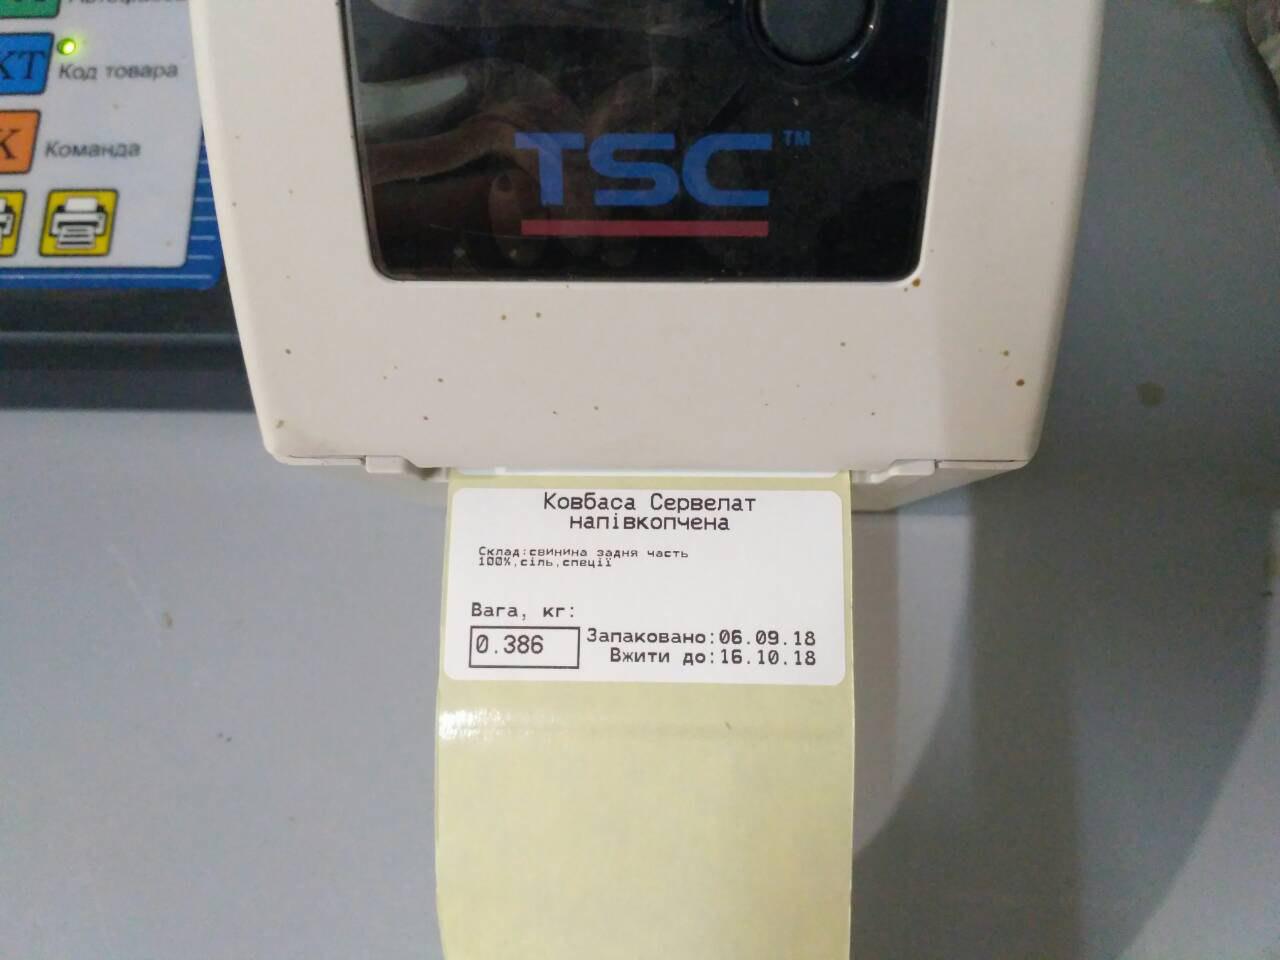 КТ
Код товара
К
Команда
TSC™
Ковбаса Сервелат
напівкопчена
Склад:свинина задня часть
100%,сіль,спеції
Вага, кг:
0.386
Запаковано:06.09.18
Вжити до:16.10.18